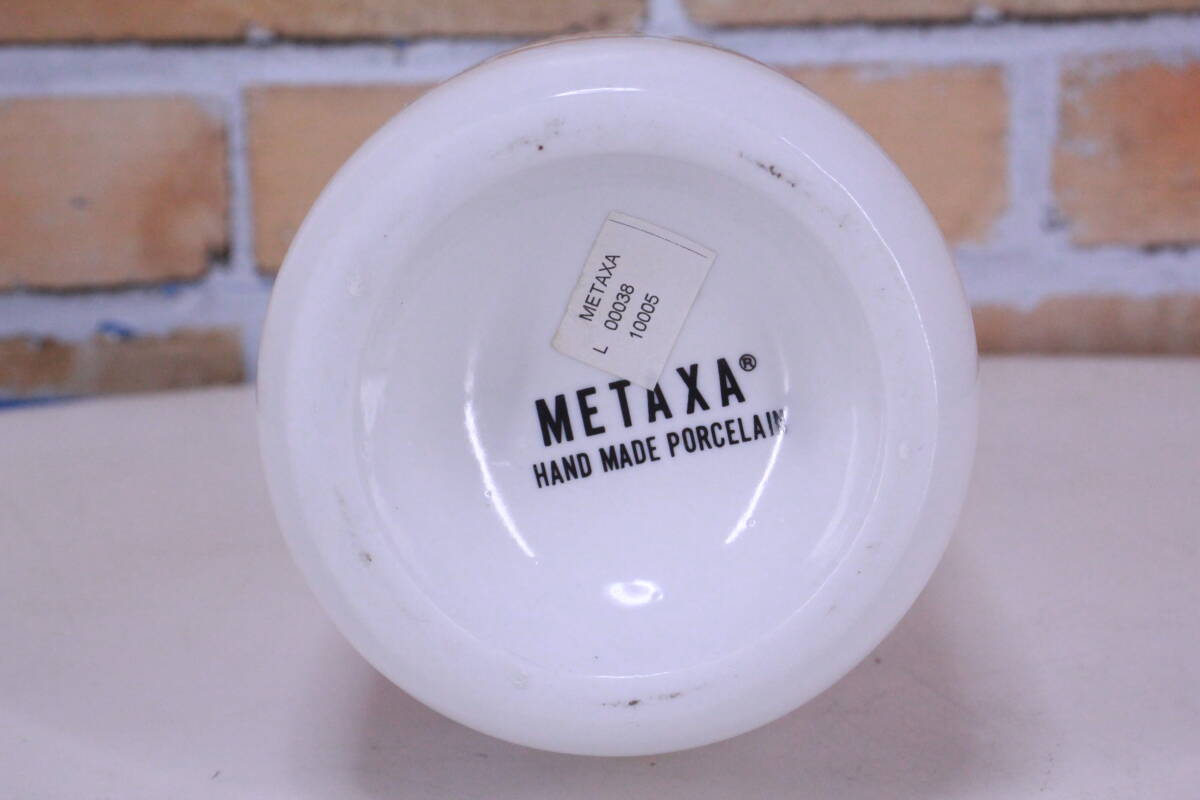 METAXA
L 00038
10005
METAXA®
HAND MADE PORCELAIN